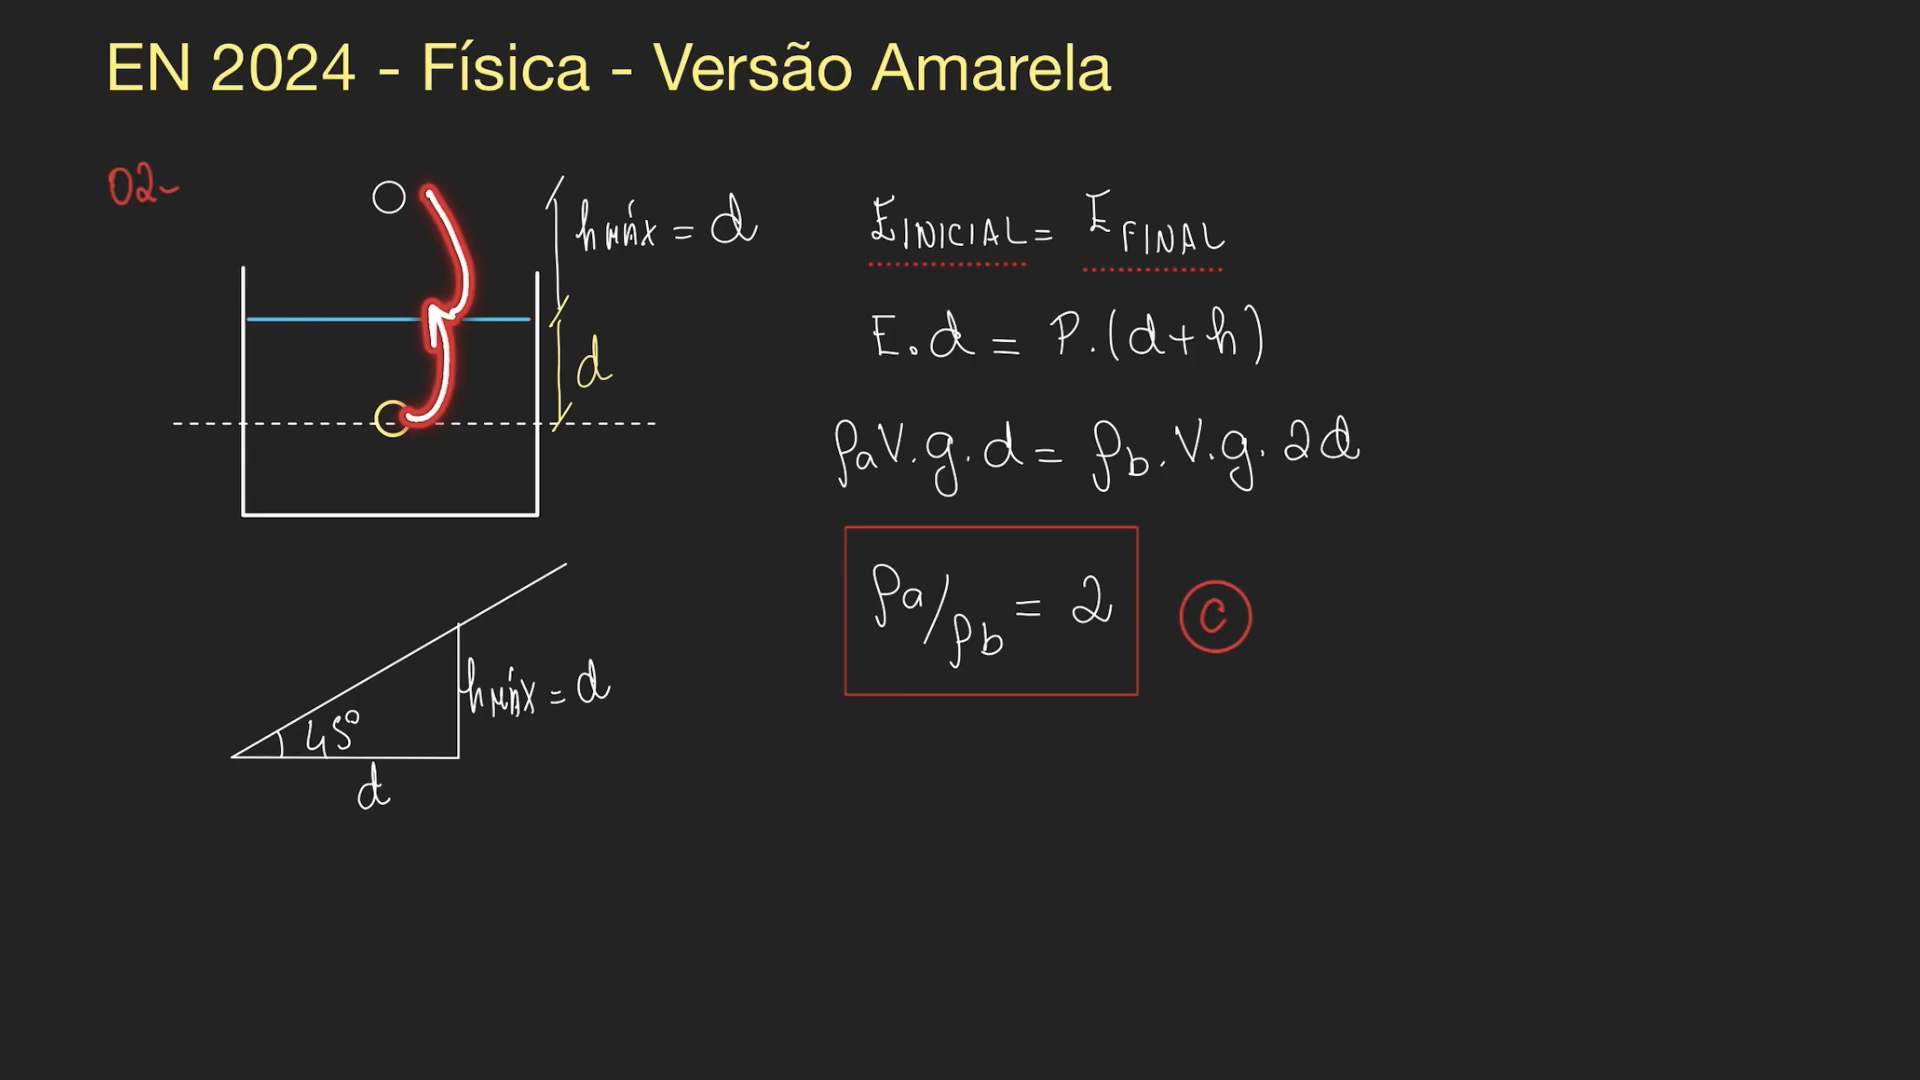 EN 2024 - Física - Versão Amarela
02-
hmáx = d
d
45°
hmáx = d
d
EINICIAL = EFINAL
E.d = P.(d+h)
ρaV.g.d = ρb.V.g.2d
ρa/ρb = 2
C